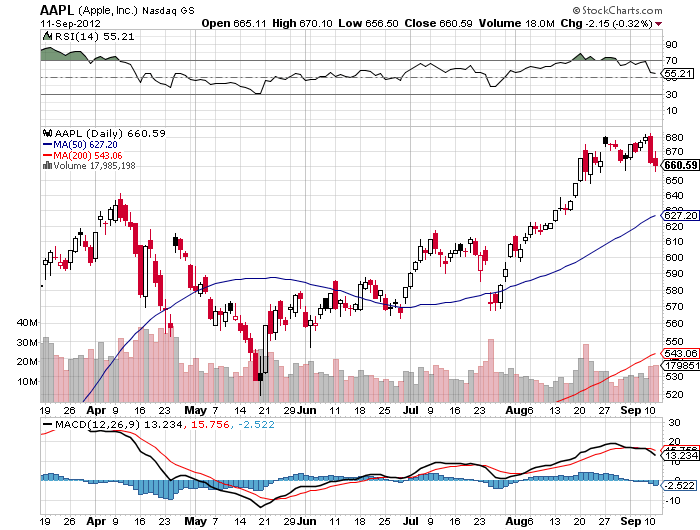 AAPL (Apple, Inc.) Nasdaq GS © StockCharts.com
11-Sep-2012 Open 665.11 High 670.10 Low 656.50 Close 660.59 Volume 18.0M Chg -2.15 (-0.32%)
RSI(14) 55.21
90
70
55.21
50
30
10
AAPL (Daily) 660.59
MA(50) 627.20
MA(200) 543.06
Volume 17,985,198
680
670
660.59
650
640
627.20
620
610
600
590
580
570
560
550
543.06
530
520
40M
30M
20M
10M
17985198
19 26 Apr 9 16 23 May 7 14 21 29 Jun 11 18 25 Jul 9 16 23 Aug 6 13 20 27 Sep 10
MACD(12,26,9) 13.234, 15.756, -2.522
30
20
15.756
13.234
-2.522
-10
19 26 Apr 9 16 23 May 7 14 21 29 Jun 11 18 25 Jul 9 16 23 Aug 6 13 20 27 Sep 10